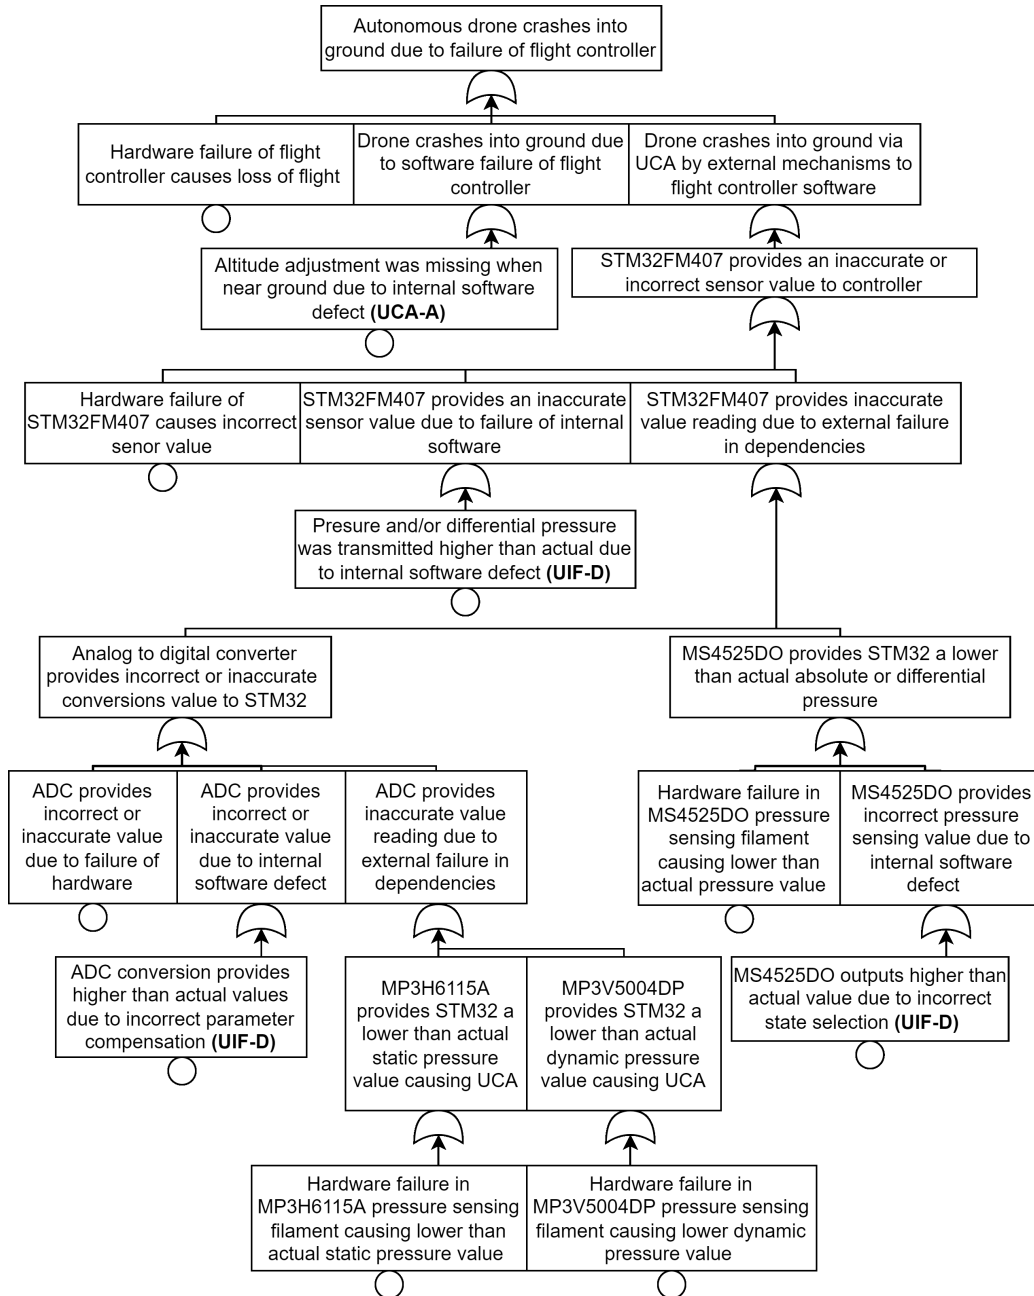 Autonomous drone crashes into
ground due to failure of flight controller
Hardware failure of flight
controller causes loss of flight
Drone crashes into ground due
to software failure of flight
controller
Drone crashes into ground via
UCA by external mechanisms to
flight controller software
Altitude adjustment was missing when
near ground due to internal software
defect (UCA-A)
STM32FM407 provides an inaccurate or
incorrect sensor value to controller
Hardware failure of
STM32FM407 causes incorrect
senor value
STM32FM407 provides an inaccurate
sensor value due to failure of internal
software
STM32FM407 provides inaccurate
value reading due to external failure
in dependencies
Presure and/or differential pressure
was transmitted higher than actual due
to internal software defect (UIF-D)
Analog to digital converter
provides incorrect or inaccurate
conversions value to STM32
MS4525DO provides STM32 a lower
than actual absolute or differential
pressure
ADC provides
incorrect or
inaccurate value
due to failure of
hardware
ADC provides
incorrect or
inaccurate value
due to internal
software defect
ADC provides
inaccurate value
reading due to
external failure in
dependencies
Hardware failure in
MS4525DO pressure
sensing filament
causing lower than
actual pressure value
MS4525DO provides
incorrect pressure
sensing value due to
internal software
defect
ADC conversion provides
higher than actual values
due to incorrect parameter
compensation (UIF-D)
MP3H6115A
provides STM32 a
lower than actual
static pressure
value causing UCA
MP3V5004DP
provides STM32 a
lower than actual
dynamic pressure
value causing UCA
MS4525DO outputs higher than
actual value due to incorrect
state selection (UIF-D)
Hardware failure in
MP3H6115A pressure sensing
filament causing lower than
actual static pressure value
Hardware failure in
MP3V5004DP pressure sensing
filament causing lower dynamic
pressure value